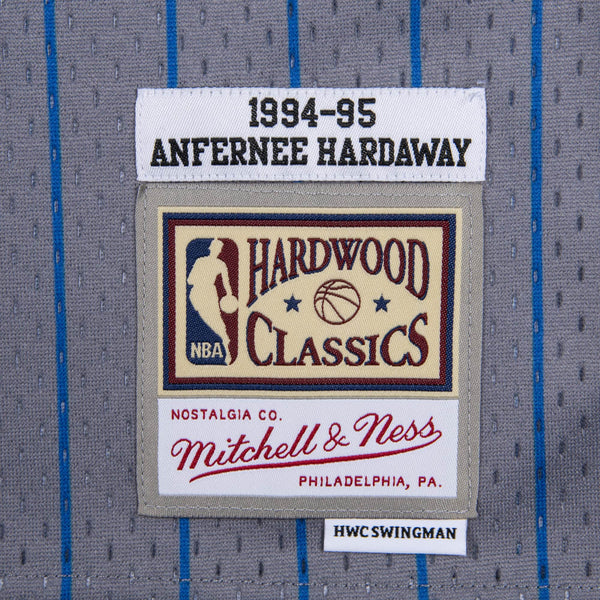 1994-95
ANFERNEE HARDAWAY
HARDWOOD
NBA
CLASSICS
NOSTALGIA CO.
Mitchell & Ness
PHILADELPHIA, PA.
HWC SWINGMAN